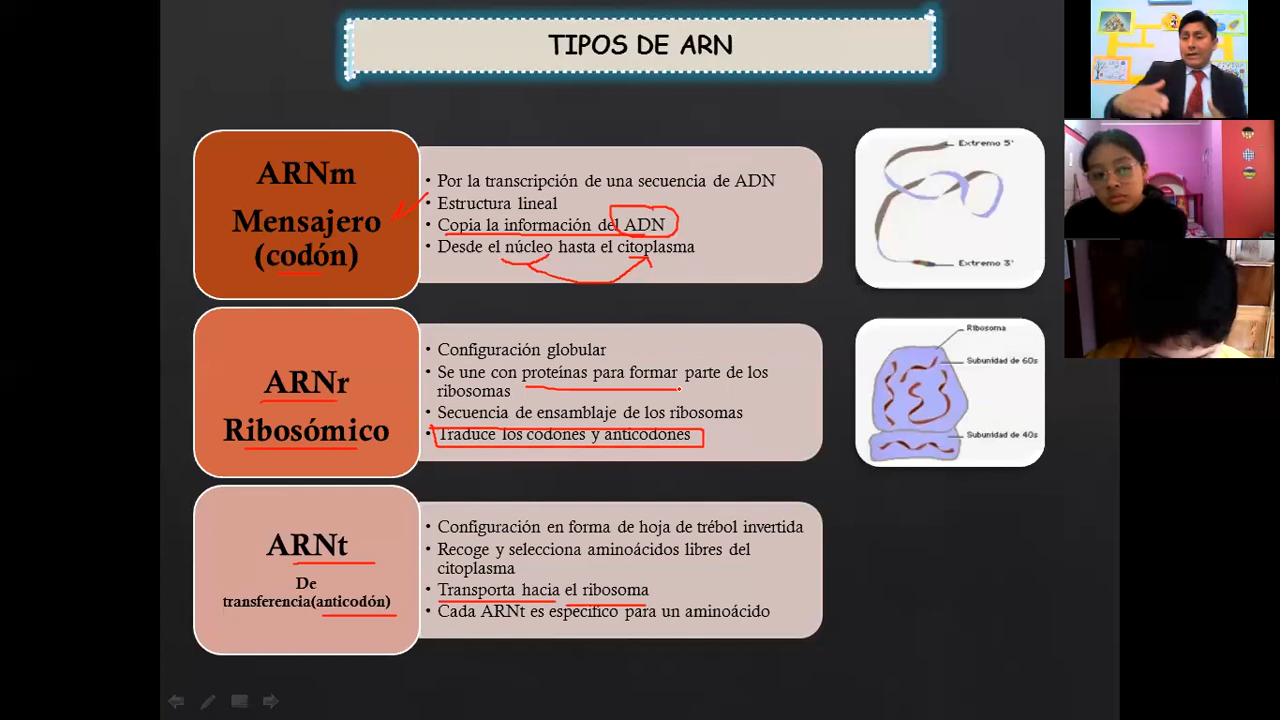 TIPOS DE ARN
ARNm
Mensajero
(codón)
• Por la transcripción de una secuencia de ADN
• Estructura lineal
• Copia la información del ADN
• Desde el núcleo hasta el citoplasma
Extremo 5'
Extremo 3'
ARNr
Ribosómico
• Configuración globular
• Se une con proteínas para formar parte de los
ribosomas
• Secuencia de ensamblaje de los ribosomas
• Traduce los codones y anticodones
Ribosoma
Subunidad de 60s
Subunidad de 40s
ARNt
De
transferencia(anticodón)
• Configuración en forma de hoja de trébol invertida
• Recoge y selecciona aminoácidos libres del
citoplasma
• Transporta hacia el ribosoma
• Cada ARNt es específico para un aminoácido